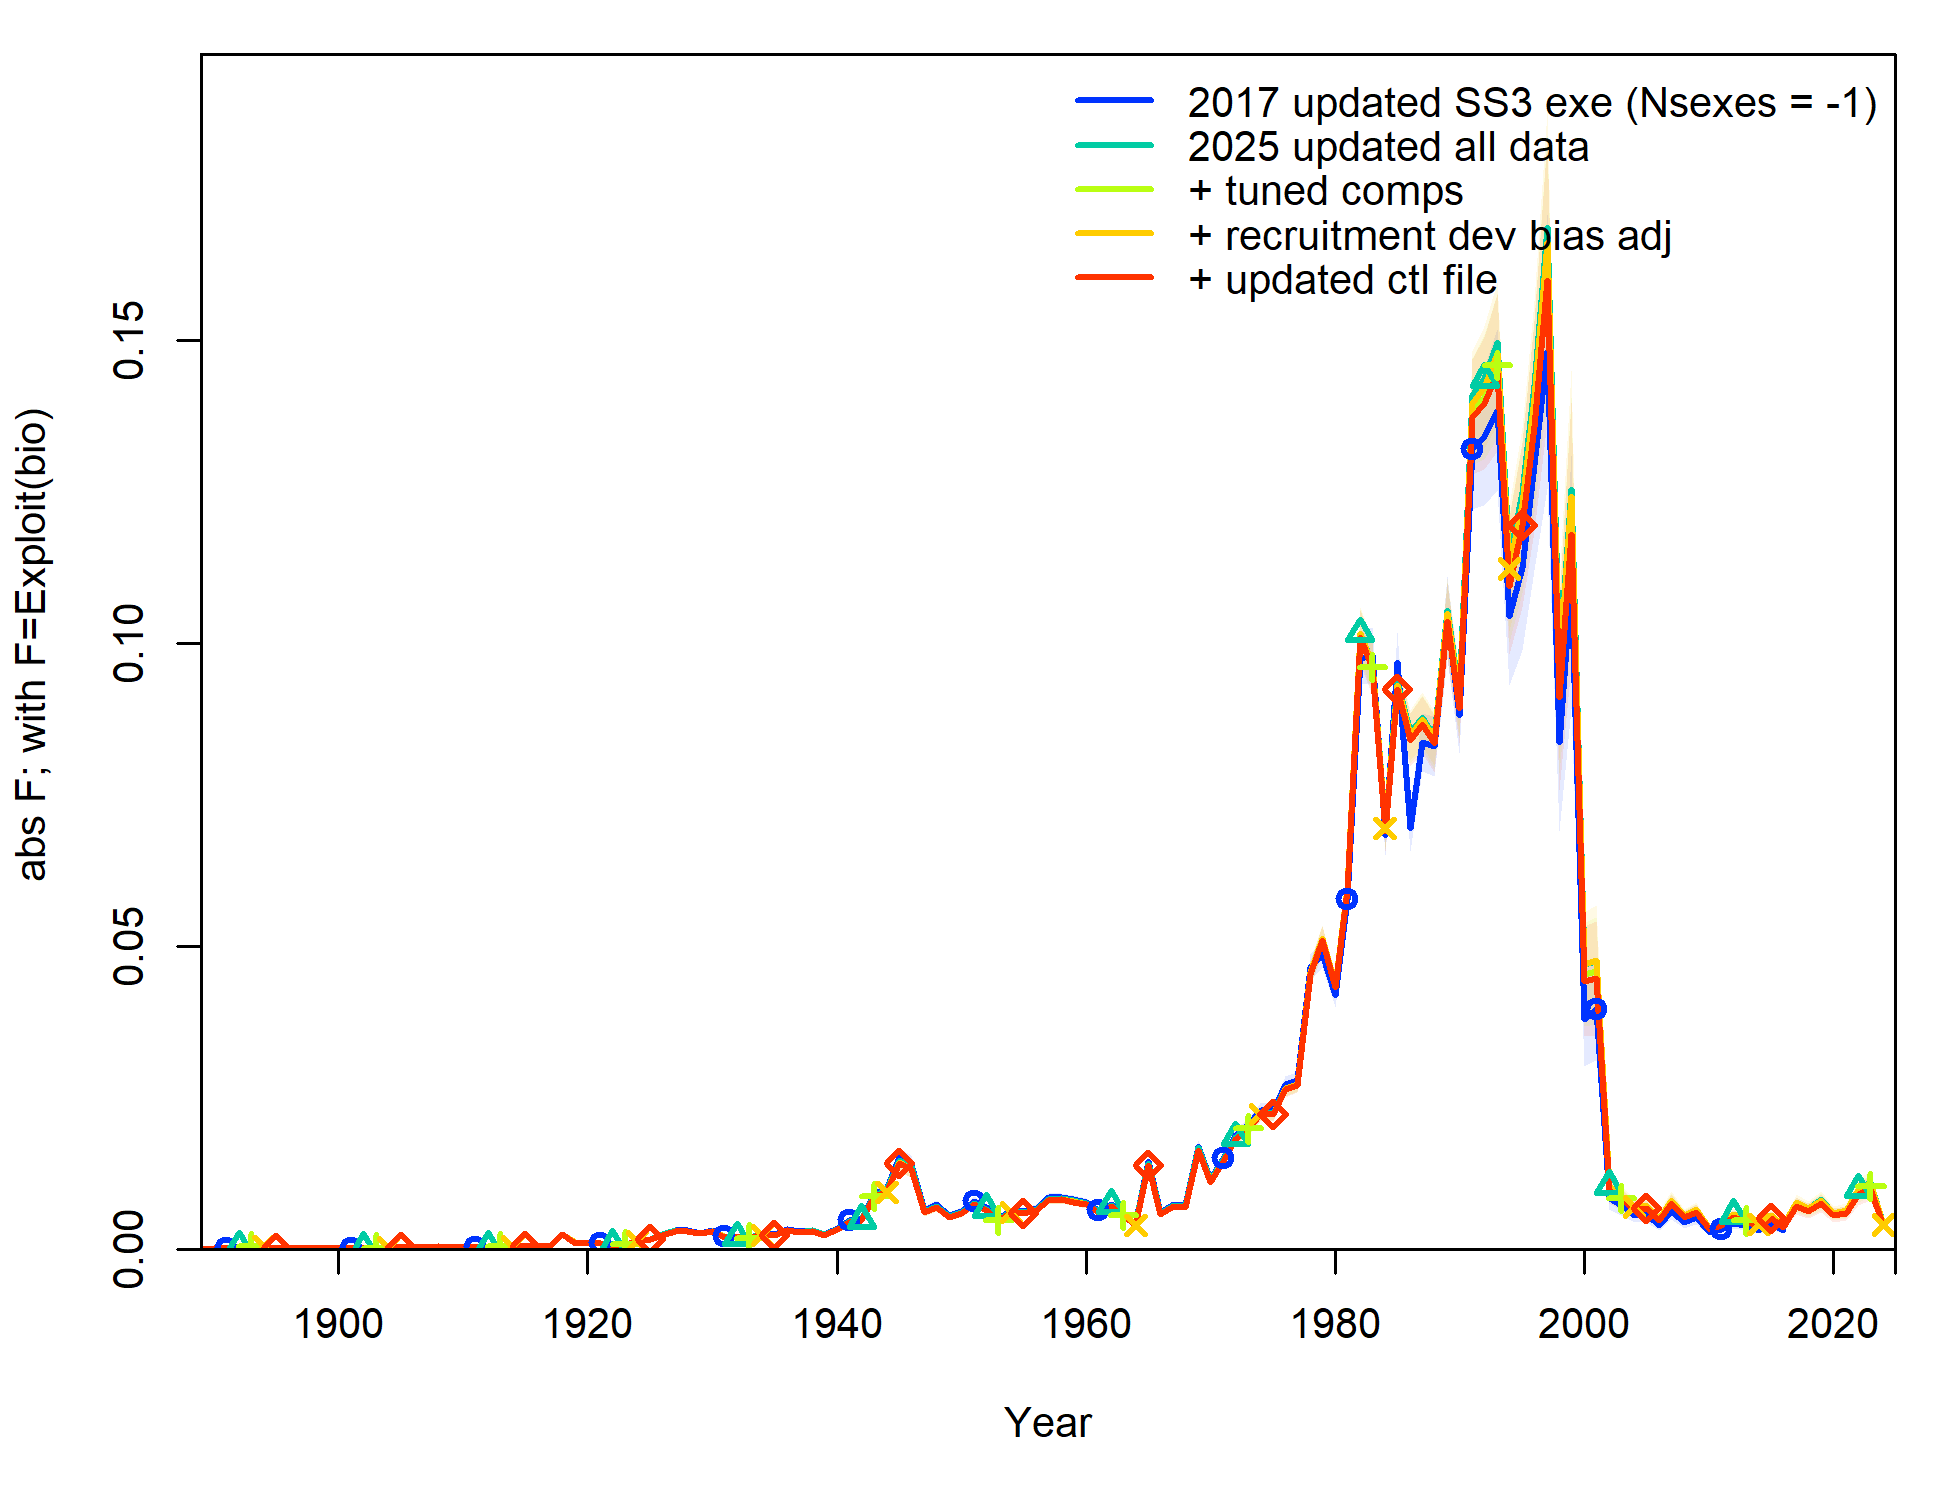 2017 updated SS3 exe (Nsexes = -1)
2025 updated all data
+ tuned comps
+ recruitment dev bias adj
+ updated ctl file
abs F; with F=Exploit(bio)
0.15
0.10
0.05
0.00
1900 1920 1940 1960 1980 2000 2020
Year